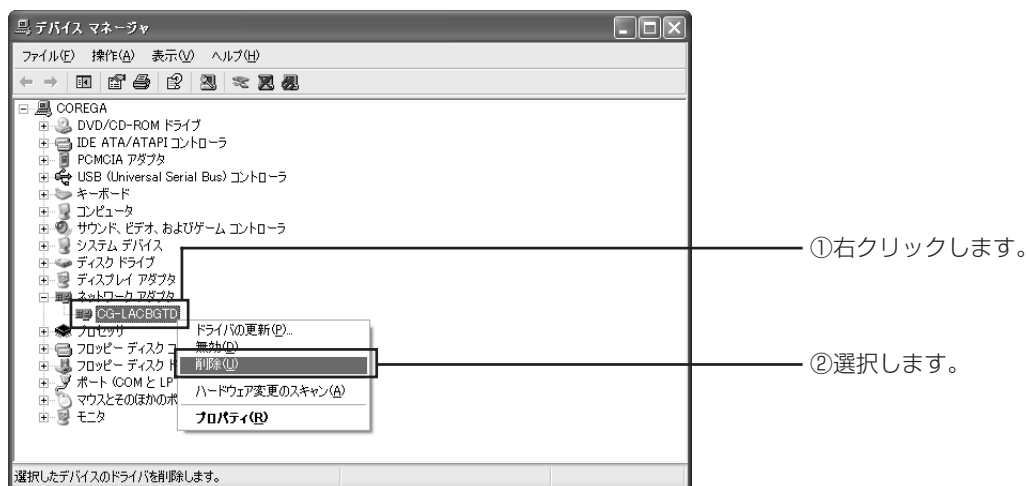 デバイス マネージャ
ファイル(F) 操作(A) 表示(V) ヘルプ(H)
COREGA
DVD/CD-ROM ドライブ
IDE ATA/ATAPI コントローラ
PCMCIA アダプタ
USB (Universal Serial Bus) コントローラ
キーボード
コンピュータ
サウンド、ビデオ、およびゲーム コントローラ
システム デバイス
ディスク ドライブ
ディスプレイ アダプタ
ネットワーク アダプタ
CG-LACBGTD
プロセッサ
フロッピー ディスク コ
フロッピー ディスク ド
ポート (COM と LP
マウスとそのほかのポ
モニタ
ドライバの更新(P)...
無効(D)
削除(U)
ハードウェア変更のスキャン(A)
プロパティ(R)
選択したデバイスのドライバを削除します。
①右クリックします。
②選択します。